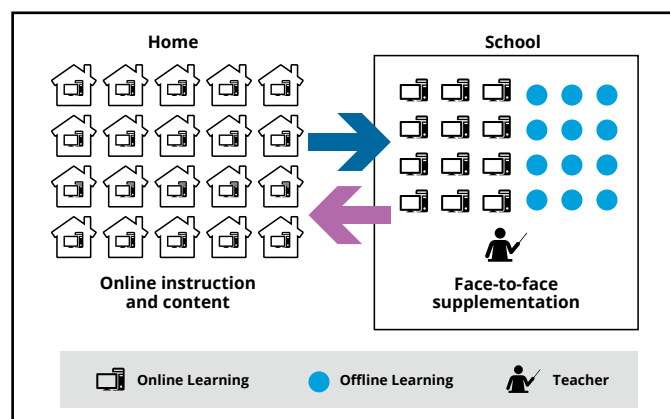 Home
School
Online instruction
and content
Face-to-face
supplementation
Online Learning
Offline Learning
Teacher